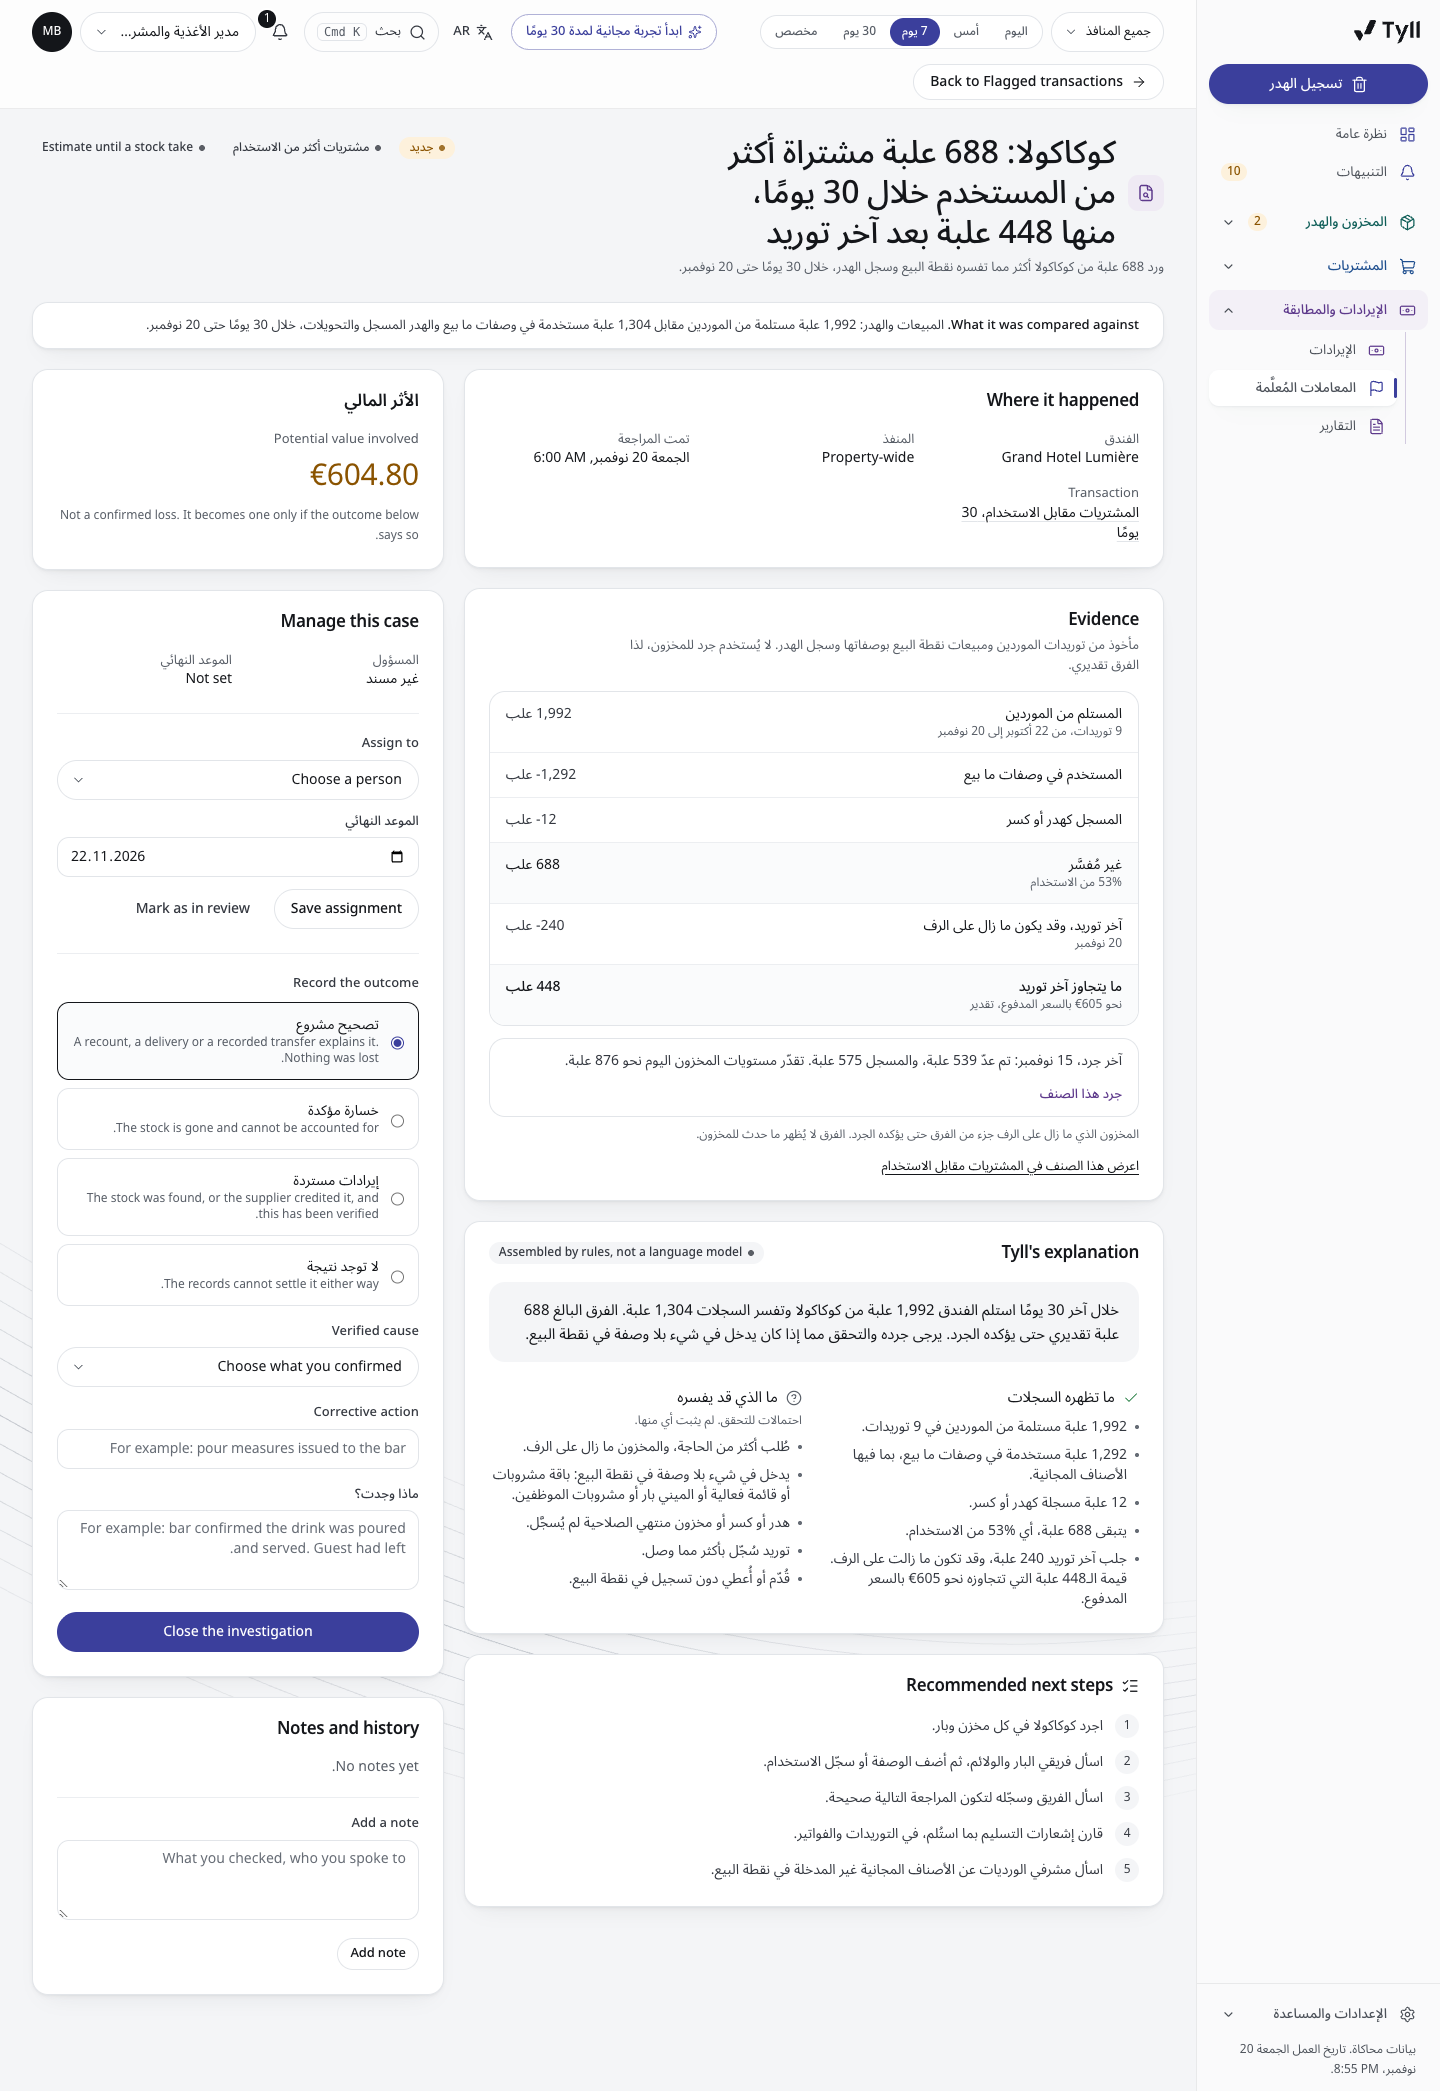 Tyll
تسجيل الهدر
نظرة عامة
التنبيهات
10
المخزون والهدر
2
المشتريات
الإيرادات والمطابقة
الإيرادات
المعاملات المُعلَّمة
التقارير
الإعدادات والمساعدة
بيانات محاكاة. تاريخ العمل الجمعة 20
نوفمبر، 8:55 PM.
جميع المنافذ
اليوم
أمس
7 يوم
30 يوم
مخصص
ابدأ تجربة مجانية لمدة 30 يومًا
AR
بحث
Cmd K
1
مدير الأغذية والمشر...
MB
Back to Flagged transactions
كوكاكولا: 688 علبة مشتراة أكثر
من المستخدم خلال 30 يومًا،
منها 448 علبة بعد آخر توريد
جديد
مشتريات أكثر من الاستخدام
Estimate until a stock take
ورد 688 علبة من كوكاكولا أكثر مما تفسره نقطة البيع وسجل الهدر، خلال 30 يومًا حتى 20 نوفمبر.
What it was compared against. المبيعات والهدر: 1,992 علبة مستلمة من الموردين مقابل 1,304 علبة مستخدمة في وصفات ما بيع والهدر المسجل والتحويلات، خلال 30 يومًا حتى 20 نوفمبر.
Where it happened
الفندق
Grand Hotel Lumière
المنفذ
Property-wide
تمت المراجعة
الجمعة 20 نوفمبر, 6:00 AM
Transaction
المشتريات مقابل الاستخدام، 30
يومًا
Evidence
مأخوذ من توريدات الموردين ومبيعات نقطة البيع بوصفاتها وسجل الهدر. لا يُستخدم جرد للمخزون، لذا
الفرق تقديري.
المستلم من الموردين
9 توريدات، من 22 أكتوبر إلى 20 نوفمبر
1,992 علب
المستخدم في وصفات ما بيع
-1,292 علب
المسجل كهدر أو كسر
-12 علب
غير مُفسَّر
53% من الاستخدام
688 علب
آخر توريد، وقد يكون ما زال على الرف
20 نوفمبر
-240 علب
ما يتجاوز آخر توريد
نحو 605€ بالسعر المدفوع، تقدير
448 علب
آخر جرد، 15 نوفمبر: تم عدّ 539 علبة، والمسجل 575 علبة. تقدّر مستويات المخزون اليوم نحو 876 علبة.
جرد هذا الصنف
المخزون الذي ما زال على الرف جزء من الفرق حتى يؤكده الجرد. الفرق لا يُظهر ما حدث للمخزون.
اعرض هذا الصنف في المشتريات مقابل الاستخدام
Tyll's explanation
Assembled by rules, not a language model
خلال آخر 30 يومًا استلم الفندق 1,992 علبة من كوكاكولا وتفسر السجلات 1,304 علبة. الفرق البالغ 688
علبة تقديري حتى يؤكده الجرد. يرجى جرده والتحقق مما إذا كان يدخل في شيء بلا وصفة في نقطة البيع.
ما تظهره السجلات
1,992 علبة مستلمة من الموردين في 9 توريدات.
1,292 علبة مستخدمة في وصفات ما بيع، بما فيها
الأصناف المجانية.
12 علبة مسجلة كهدر أو كسر.
يتبقى 688 علبة، أي 53% من الاستخدام.
جلب آخر توريد 240 علبة، وقد تكون ما زالت على الرف.
قيمة الـ448 علبة التي تتجاوزه نحو 605€ بالسعر
المدفوع.
ما الذي قد يفسره
احتمالات للتحقق. لم يثبت أي منها.
طُلب أكثر من الحاجة، والمخزون ما زال على الرف.
يدخل في شيء بلا وصفة في نقطة البيع: باقة مشروبات
أو قائمة فعالية أو الميني بار أو مشروبات الموظفين.
هدر أو كسر أو مخزون منتهي الصلاحية لم يُسجَّل.
توريد سُجّل بأكثر مما وصل.
قُدّم أو أُعطي دون تسجيل في نقطة البيع.
Recommended next steps
1 اجرد كوكاكولا في كل مخزن وبار.
2 اسأل فريقي البار والولائم، ثم أضف الوصفة أو سجّل الاستخدام.
3 اسأل الفريق وسجّله لتكون المراجعة التالية صحيحة.
4 قارن إشعارات التسليم بما استُلم، في التوريدات والفواتير.
5 اسأل مشرفي الورديات عن الأصناف المجانية غير المدخلة في نقطة البيع.
الأثر المالي
Potential value involved
€604.80
Not a confirmed loss. It becomes one only if the outcome below
says so.
Manage this case
المسؤول
غير مسند
الموعد النهائي
Not set
Assign to
Choose a person
الموعد النهائي
22.11.2026
Save assignment
Mark as in review
Record the outcome
تصحيح مشروع
A recount, a delivery or a recorded transfer explains it.
Nothing was lost.
خسارة مؤكدة
The stock is gone and cannot be accounted for.
إيرادات مستردة
The stock was found, or the supplier credited it, and
this has been verified.
لا توجد نتيجة
The records cannot settle it either way.
Verified cause
Choose what you confirmed
Corrective action
For example: pour measures issued to the bar
ماذا وجدت؟
For example: bar confirmed the drink was poured
and served. Guest had left.
Close the investigation
Notes and history
No notes yet.
Add a note
What you checked, who you spoke to
Add note